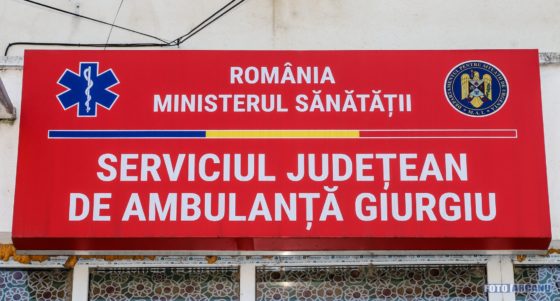 ROMÂNIA
MINISTERUL SĂNĂTĂȚII
SERVICIUL JUDEȚEAN
DE AMBULANȚĂ GIURGIU
FOTO ARCANU